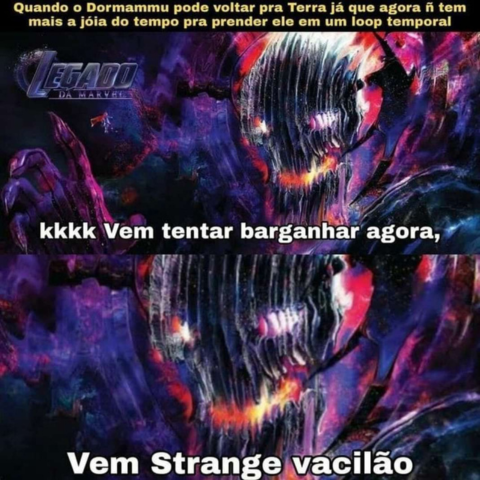 Quando o Dormammu pode voltar pra Terra já que agora ñ tem
mais a jóia do tempo pra prender ele em um loop temporal
LEGADO
DA MARVEL
kkkk Vem tentar barganhar agora,
Vem Strange vacilão